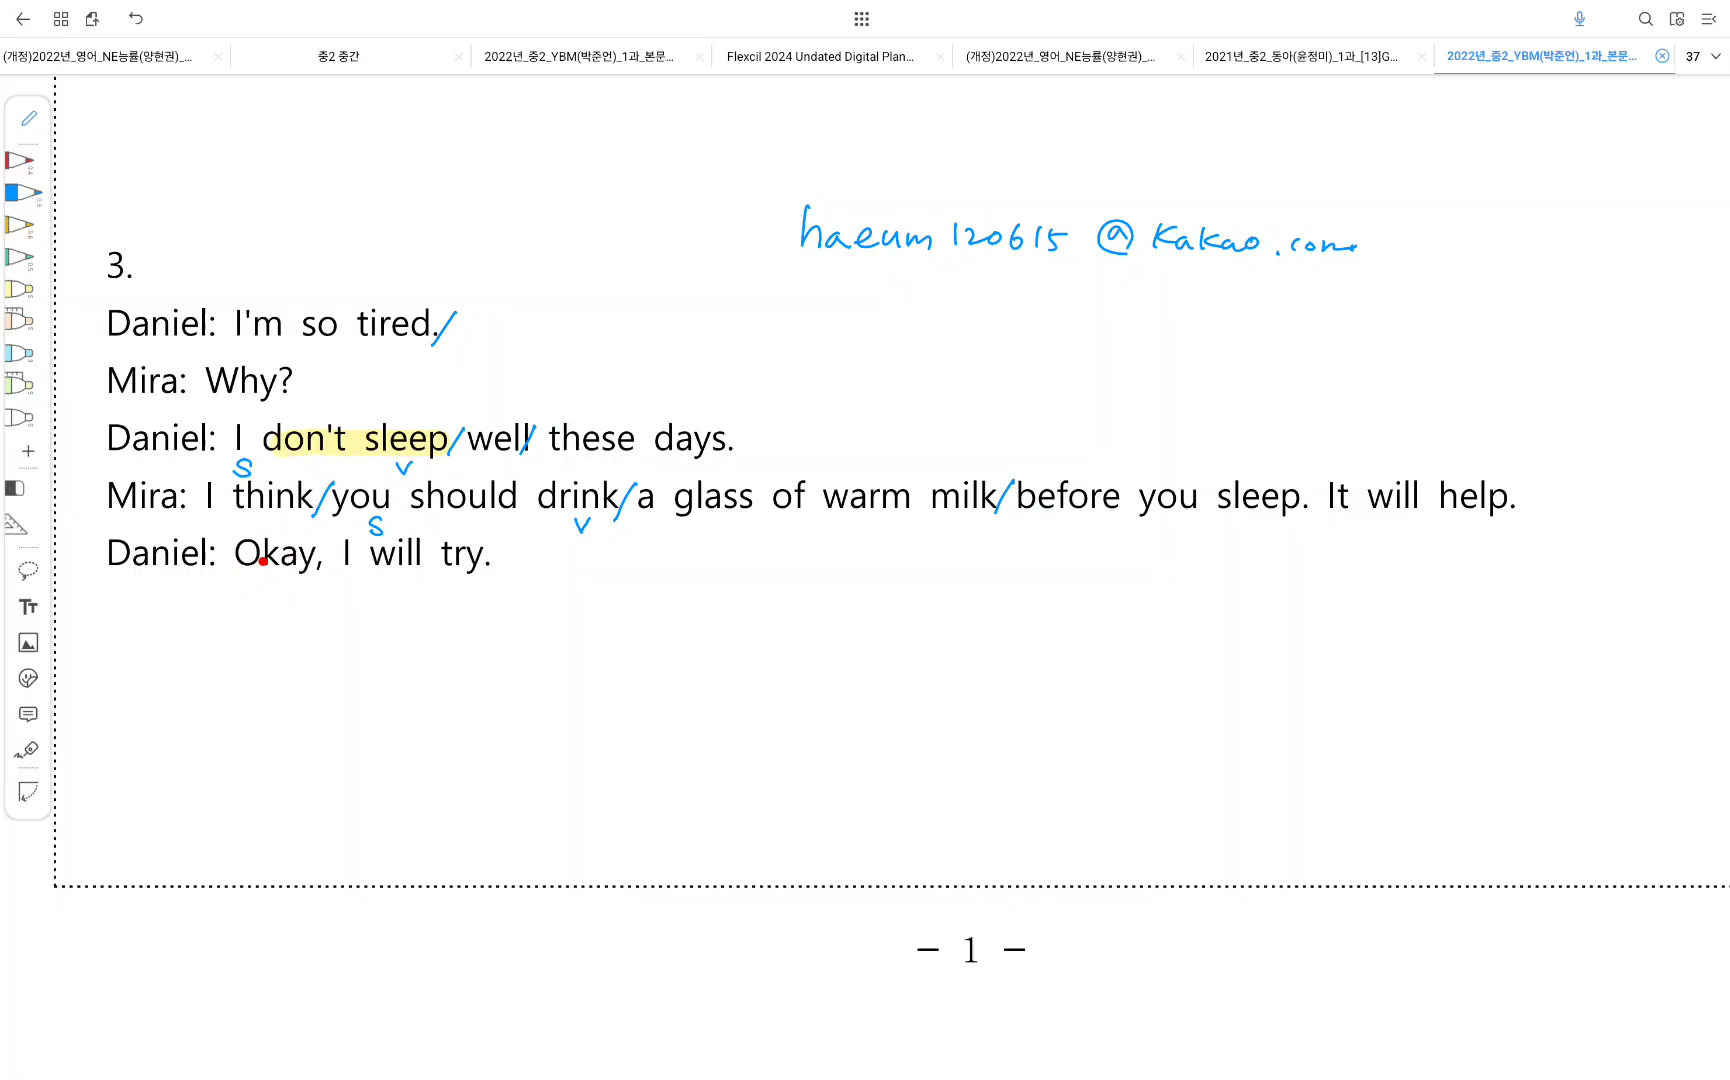 (개정)2022년_영어_NE능률(양현권)_...
중2 중간
2022년_중2_YBM(박준언)_1과_본문...
Flexcil 2024 Undated Digital Plan...
(개정)2022년_영어_NE능률(양현권)_...
2021년_중2_동아(윤정미)_1과_[13]G...
2022년_중2_YBM(박준언)_1과_본문...
37
haeum120615@kakao.com
3.
Daniel: I'm so tired./
Mira: Why?
Daniel: I don't sleep/well/ these days.
S V
Mira: I think/you should drink/a glass of warm milk/before you sleep. It will help.
S V
Daniel: Okay, I will try.
Tт
- 1 -